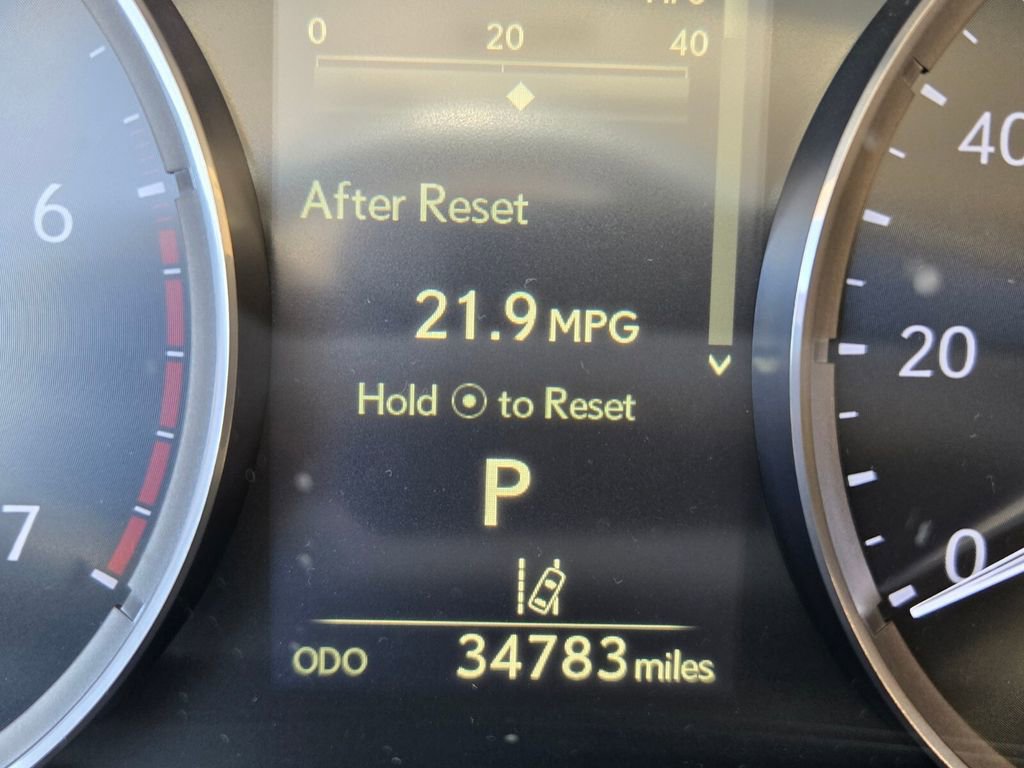 0 20 40
After Reset
21.9 MPG
Hold to Reset
P
ODO 34783 miles
6
7
40
20
0